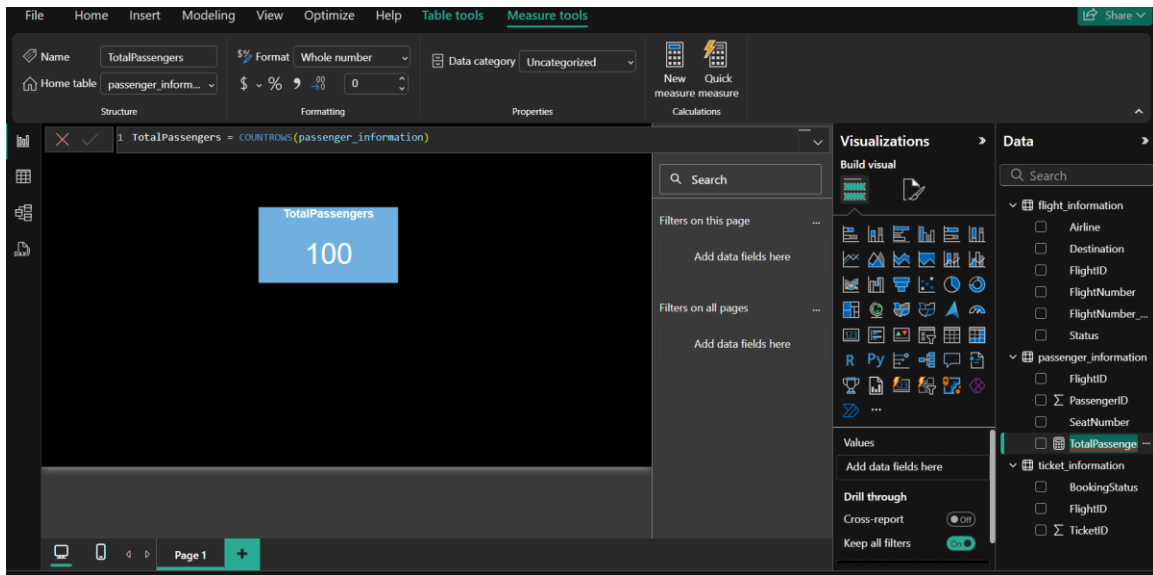 File Home Insert Modeling View Optimize Help Table tools Measure tools Share
Name TotalPassengers
Home table passenger_inform...
Structure
$% Format Whole number
$ % 9 .00 →0 0
Formatting
Data category Uncategorized
Properties
New measure
Quick measure
Calculations
1 TotalPassengers = COUNTROWS(passenger_information)
TotalPassengers
100
Search
Filters on this page ...
Add data fields here
Filters on all pages ...
Add data fields here
Visualizations
Build visual
123
R Py
...
Values
Add data fields here
Drill through
Cross-report Off
Keep all filters On
Data
Search
flight_information
Airline
Destination
FlightID
FlightNumber
FlightNumber_...
Status
passenger_information
FlightID
∑ PassengerID
SeatNumber
TotalPassenge ...
ticket_information
BookingStatus
FlightID
∑ TicketID
Page 1 +